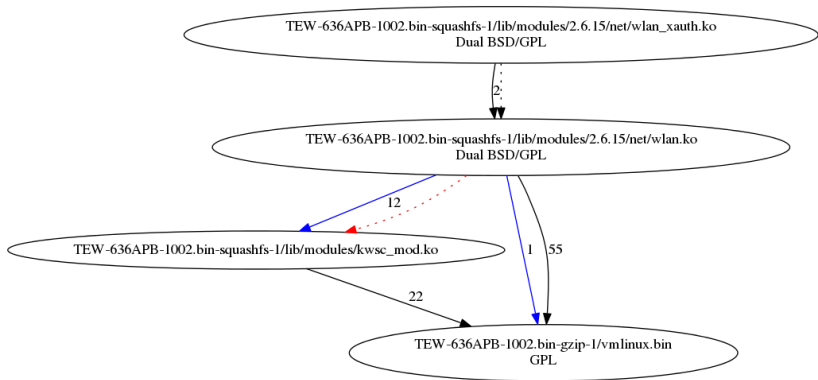 TEW-636APB-1002.bin-squashfs-1/lib/modules/2.6.15/net/wlan_xauth.ko
Dual BSD/GPL
2
TEW-636APB-1002.bin-squashfs-1/lib/modules/2.6.15/net/wlan.ko
Dual BSD/GPL
12
1
55
TEW-636APB-1002.bin-squashfs-1/lib/modules/kwsc_mod.ko
22
TEW-636APB-1002.bin-gzip-1/vmlinux.bin
GPL